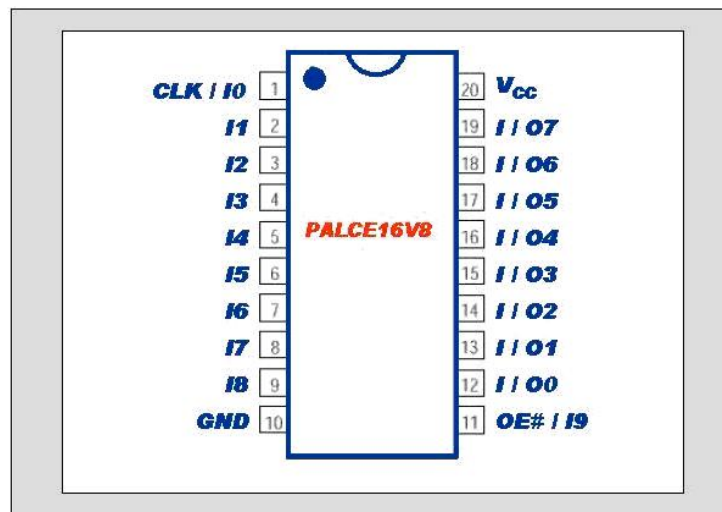 CLK / I0 1 20 VCC
I1 2 19 I / O7
I2 3 18 I / O6
I3 4 17 I / O5
I4 5 PALCE16V8 16 I / O4
I5 6 15 I / O3
I6 7 14 I / O2
I7 8 13 I / O1
I8 9 12 I / O0
GND 10 11 OE# / I9